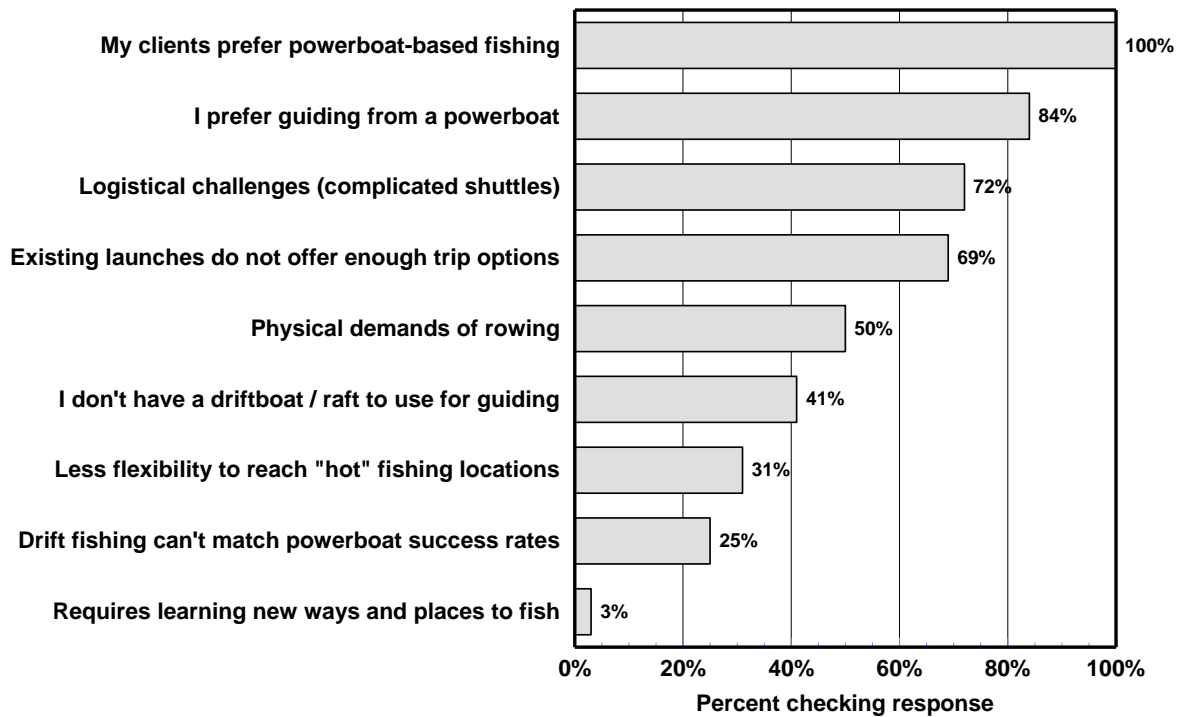 My clients prefer powerboat-based fishing 100%
I prefer guiding from a powerboat 84%
Logistical challenges (complicated shuttles) 72%
Existing launches do not offer enough trip options 69%
Physical demands of rowing 50%
I don't have a driftboat / raft to use for guiding 41%
Less flexibility to reach "hot" fishing locations 31%
Drift fishing can't match powerboat success rates 25%
Requires learning new ways and places to fish 3%
0% 20% 40% 60% 80% 100%
Percent checking response